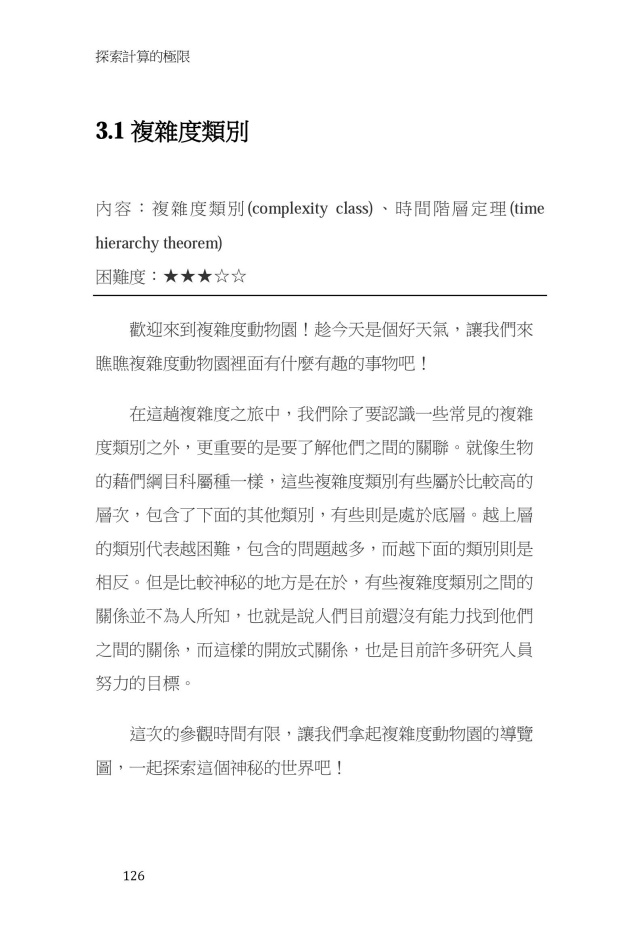 探索計算的極限
3.1 複雜度類別
內容：複雜度類別(complexity class)、時間階層定理(time
hierarchy theorem)
困難度：★★★☆☆
歡迎來到複雜度動物園！趁今天是個好天氣，讓我們來
瞧瞧複雜度動物園裡面有什麼有趣的事物吧！
在這趟複雜度之旅中，我們除了要認識一些常見的複雜
度類別之外，更重要的是要了解他們之間的關聯。就像生物
的藉們綱目科屬種一樣，這些複雜度類別有些屬於比較高的
層次，包含了下面的其他類別，有些則是處於底層。越上層
的類別代表越困難，包含的問題越多，而越下面的類別則是
相反。但是比較神秘的地方是在於，有些複雜度類別之間的
關係並不為人所知，也就是說人們目前還沒有能力找到他們
之間的關係，而這樣的開放式關係，也是目前許多研究人員
努力的目標。
這次的參觀時間有限，讓我們拿起複雜度動物園的導覽
圖，一起探索這個神秘的世界吧！
126